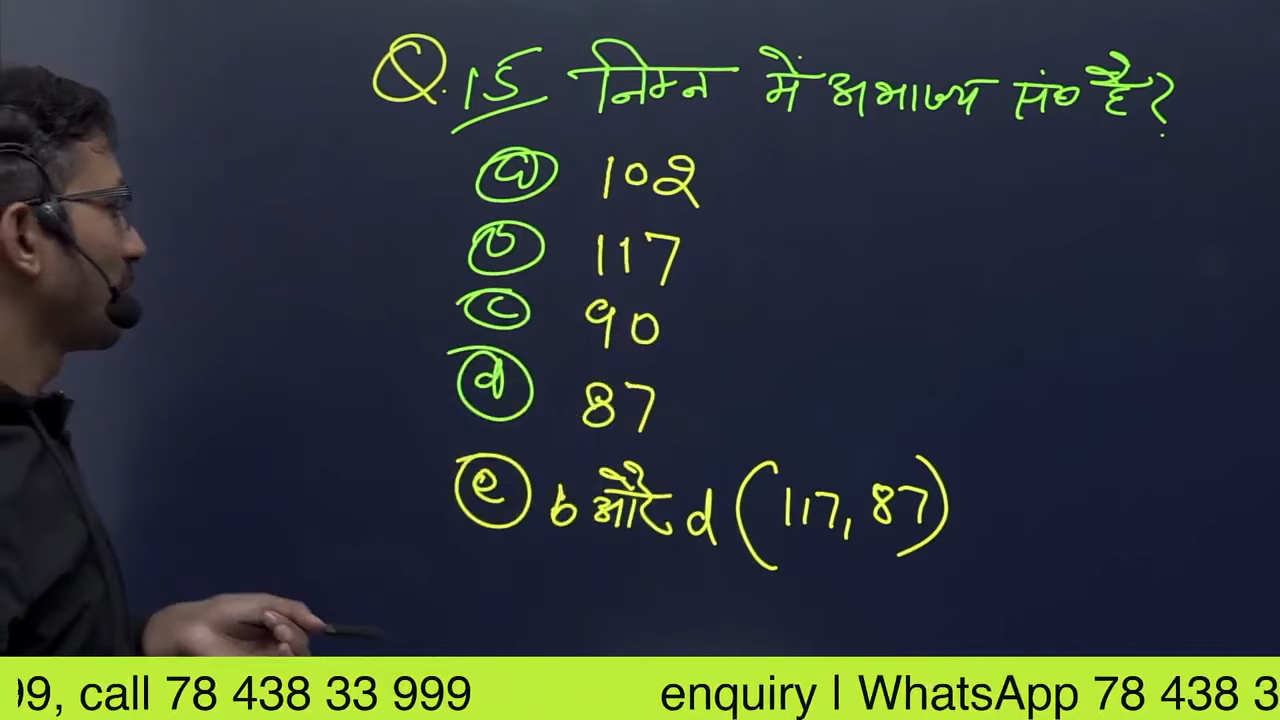 Q.15 निम्न में अभाज्य सं० है?
a 102
b 117
c 90
d 87
e b और d (117, 87)
99, call 78 438 33 999 enquiry | WhatsApp 78 438 3